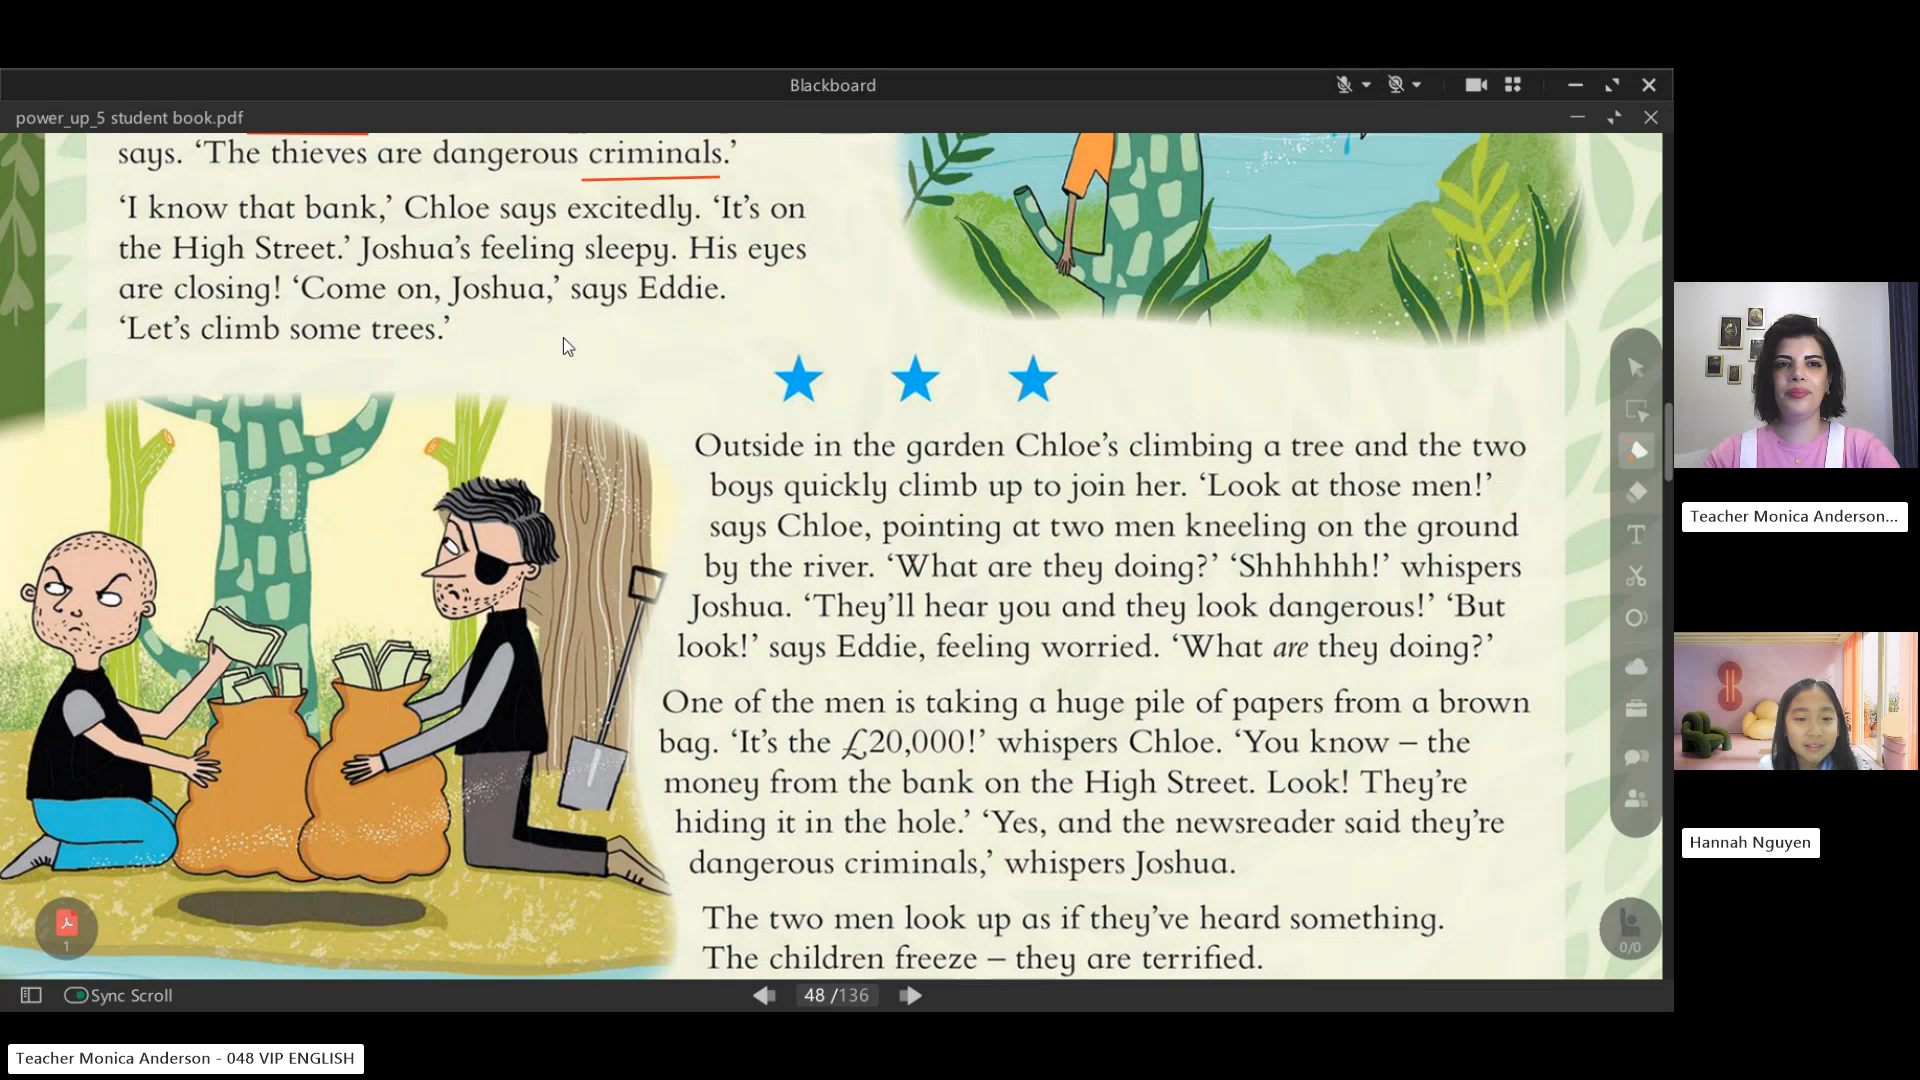 Blackboard
power_up_5 student book.pdf
says. ‘The thieves are dangerous criminals.’
‘I know that bank,’ Chloe says excitedly. ‘It’s on
the High Street.’ Joshua’s feeling sleepy. His eyes
are closing! ‘Come on, Joshua,’ says Eddie.
‘Let’s climb some trees.’
Outside in the garden Chloe’s climbing a tree and the two
boys quickly climb up to join her. ‘Look at those men!’
says Chloe, pointing at two men kneeling on the ground
by the river. ‘What are they doing?’ ‘Shhhhhh!’ whispers
Joshua. ‘They’ll hear you and they look dangerous!’ ‘But
look!’ says Eddie, feeling worried. ‘What are they doing?’
One of the men is taking a huge pile of papers from a brown
bag. ‘It’s the £20,000!’ whispers Chloe. ‘You know – the
money from the bank on the High Street. Look! They’re
hiding it in the hole.’ ‘Yes, and the newsreader said they’re
dangerous criminals,’ whispers Joshua.
The two men look up as if they’ve heard something.
The children freeze – they are terrified.
1
0/0
Sync Scroll
48 /136
Teacher Monica Anderson...
Hannah Nguyen
Teacher Monica Anderson - 048 VIP ENGLISH